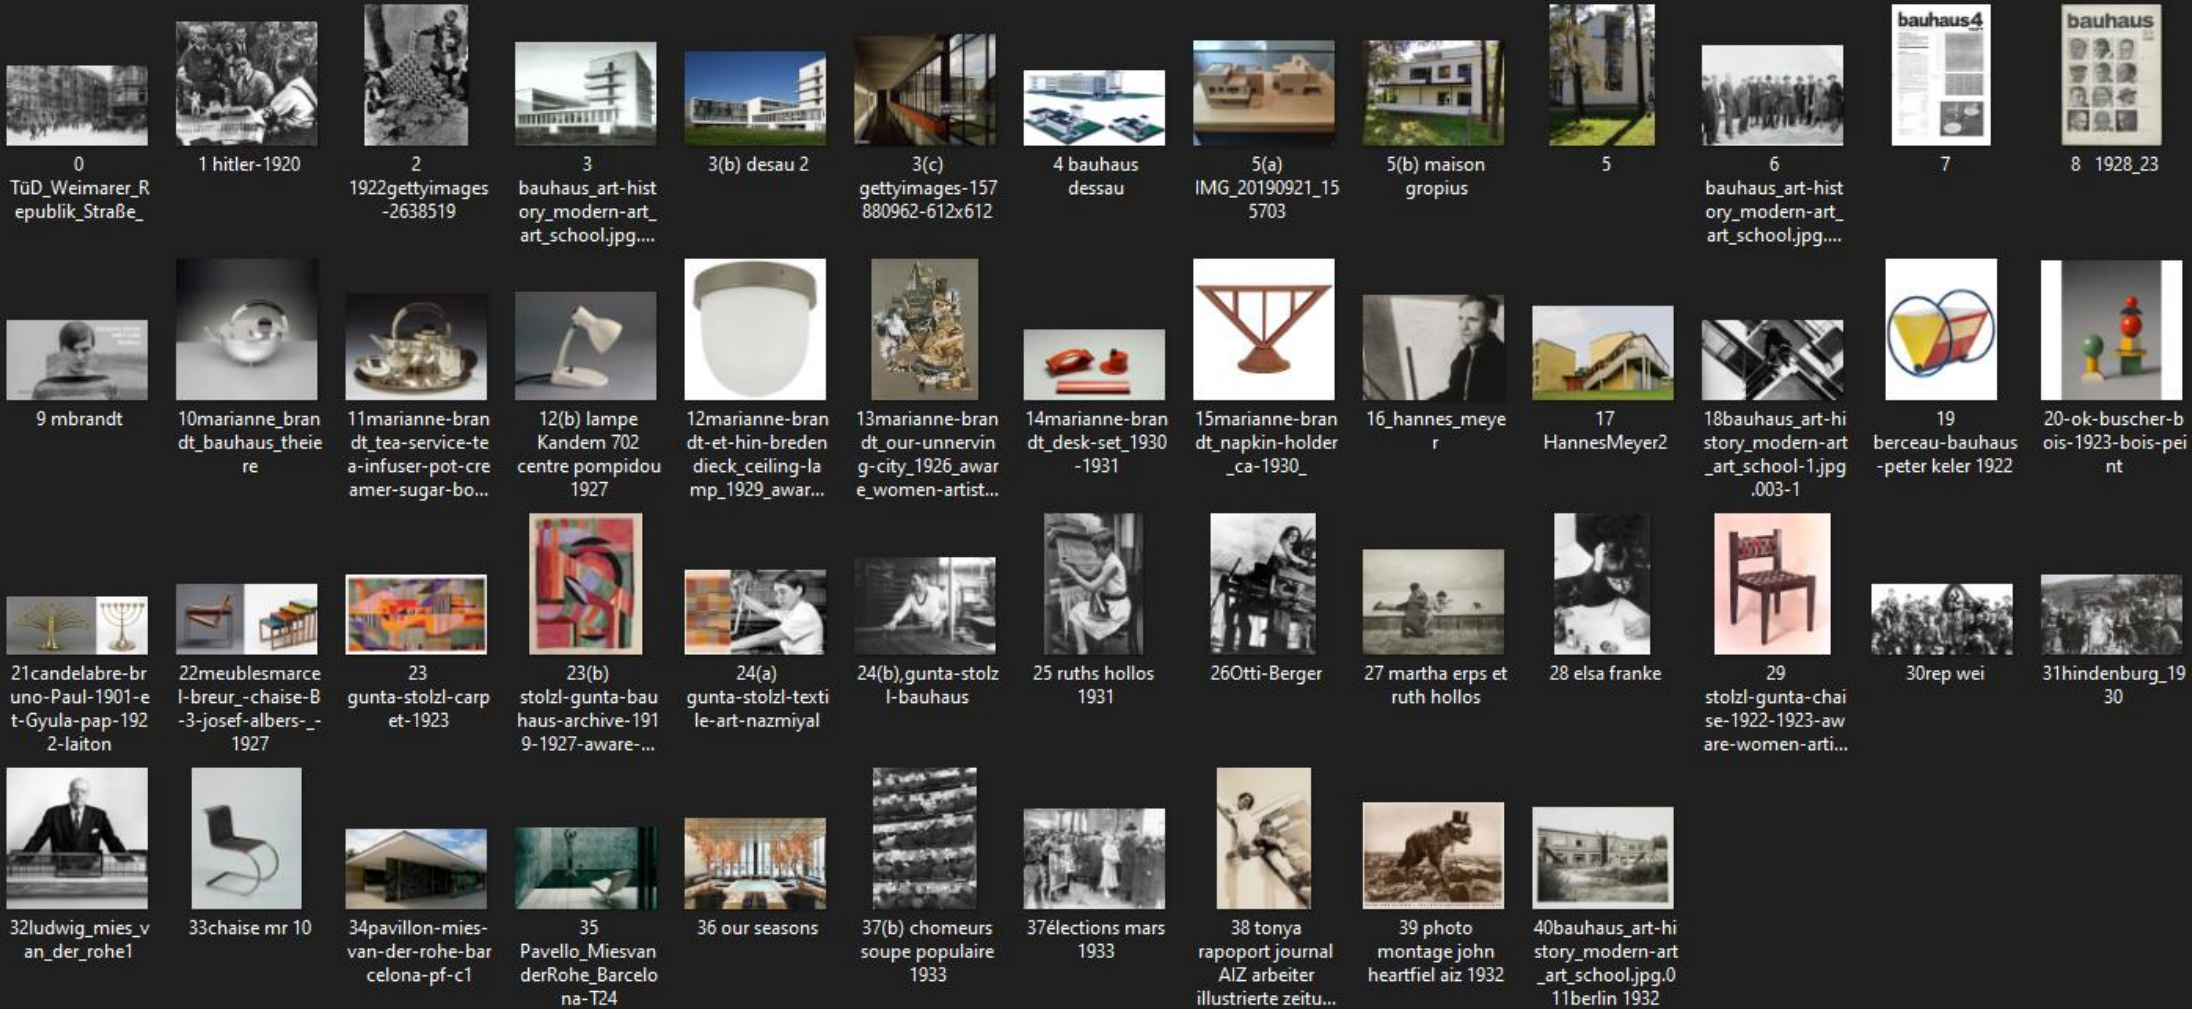 bauhaus4
bauhaus
0
TüD_Weimarer_R
epublik_Straße_
1 hitler-1920
2
1922gettyimages
-2638519
3
bauhaus_art-hist
ory_modern-art_
art_school.jpg....
3(b) desau 2
3(c)
gettyimages-157
880962-612x612
4 bauhaus
dessau
5(a)
IMG_20190921_15
5703
5(b) maison
gropius
5
6
bauhaus_art-hist
ory_modern-art_
art_school.jpg....
7
8 1928_23
9 mbrandt
10marianne_bran
dt_bauhaus_theie
re
11marianne-bran
dt_tea-service-te
a-infuser-pot-cre
amer-sugar-bo...
12(b) lampe
Kandem 702
centre pompidou
1927
12marianne-bran
dt-et-hin-breden
dieck_ceiling-la
mp_1929_awar...
13marianne-bran
dt_our-unnervin
g-city_1926_awar
e_women-artist...
14marianne-bran
dt_desk-set_1930
-1931
15marianne-bran
dt_napkin-holder
_ca-1930_
16_hannes_meye
r
17
HannesMeyer2
18bauhaus_art-hi
story_modern-art
_art_school-1.jpg
.003-1
19
berceau-bauhaus
-peter keler 1922
20-ok-buscher-b
ois-1923-bois-pei
nt
21candelabre-br
uno-Paul-1901-e
t-Gyula-pap-192
2-laiton
22meublesmarce
l-breur_-chaise-B
-3-josef-albers-_-
1927
23
gunta-stolzl-carp
et-1923
23(b)
stolzl-gunta-bau
haus-archive-191
9-1927-aware-...
24(a)
gunta-stolzl-texti
le-art-nazmiyal
24(b),gunta-stolz
l-bauhaus
25 ruths hollos
1931
26Otti-Berger
27 martha erps et
ruth hollos
28 elsa franke
29
stolzl-gunta-chai
se-1922-1923-aw
are-women-arti...
30rep wei
31hindenburg_19
30
32ludwig_mies_v
an_der_rohe1
33chaise mr 10
34pavillon-mies-
van-der-rohe-bar
celona-pf-c1
35
Pavello_Miesvan
derRohe_Barcelo
na-T24
36 our seasons
37(b) chomeurs
soupe populaire
1933
37élections mars
1933
38 tonya
rapoport journal
AIZ arbeiter
illustrierte zeitu...
39 photo
montage john
heartfiel aiz 1932
40bauhaus_art-hi
story_modern-art
_art_school.jpg.0
11berlin 1932